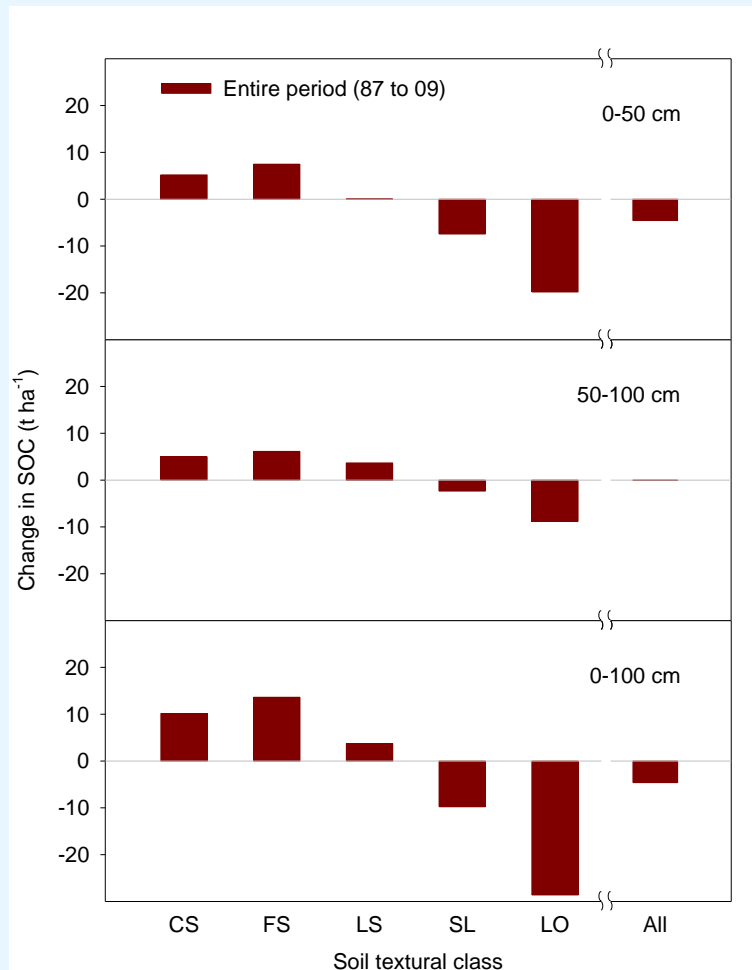 Entire period (87 to 09)
0-50 cm
20
10
0
-10
-20
50-100 cm
20
10
0
-10
-20
0-100 cm
20
10
0
-10
-20
Change in SOC (t ha⁻¹)
CS FS LS SL LO All
Soil textural class